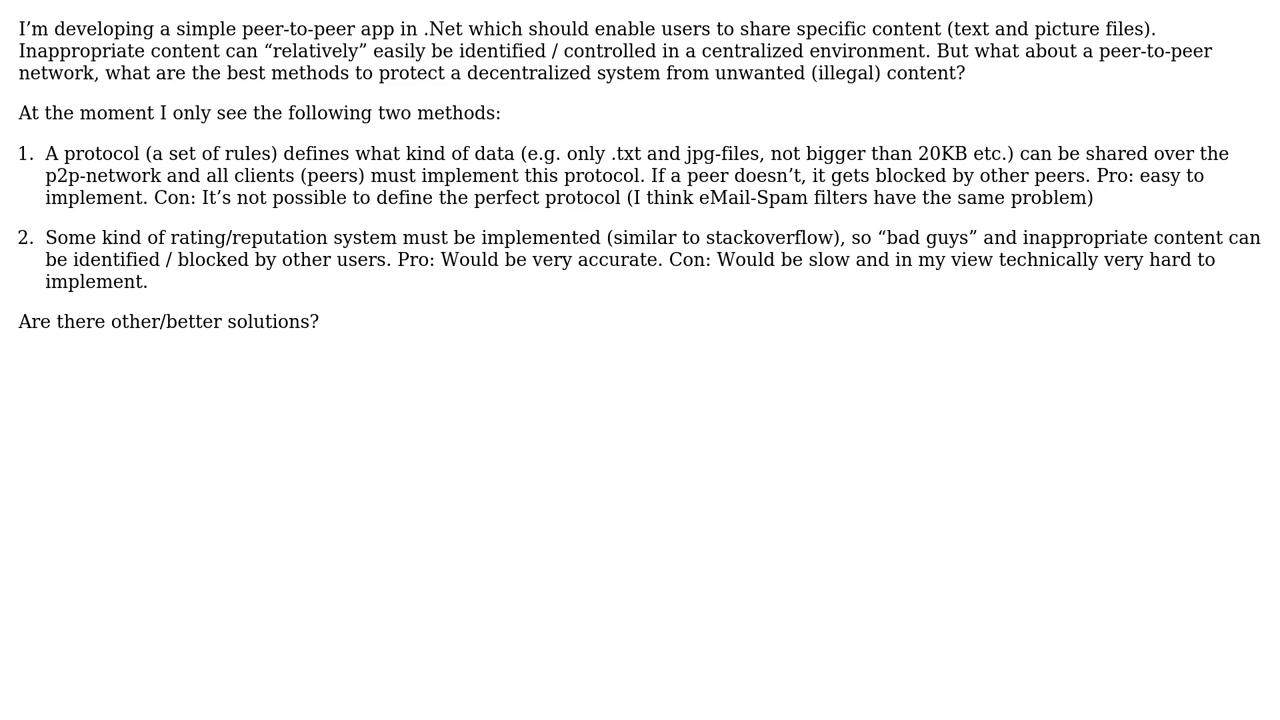 I’m developing a simple peer-to-peer app in .Net which should enable users to share specific content (text and picture files).
Inappropriate content can “relatively” easily be identified / controlled in a centralized environment. But what about a peer-to-peer
network, what are the best methods to protect a decentralized system from unwanted (illegal) content?
At the moment I only see the following two methods:
1. A protocol (a set of rules) defines what kind of data (e.g. only .txt and jpg-files, not bigger than 20KB etc.) can be shared over the
p2p-network and all clients (peers) must implement this protocol. If a peer doesn’t, it gets blocked by other peers. Pro: easy to
implement. Con: It’s not possible to define the perfect protocol (I think eMail-Spam filters have the same problem)
2. Some kind of rating/reputation system must be implemented (similar to stackoverflow), so “bad guys” and inappropriate content can
be identified / blocked by other users. Pro: Would be very accurate. Con: Would be slow and in my view technically very hard to
implement.
Are there other/better solutions?